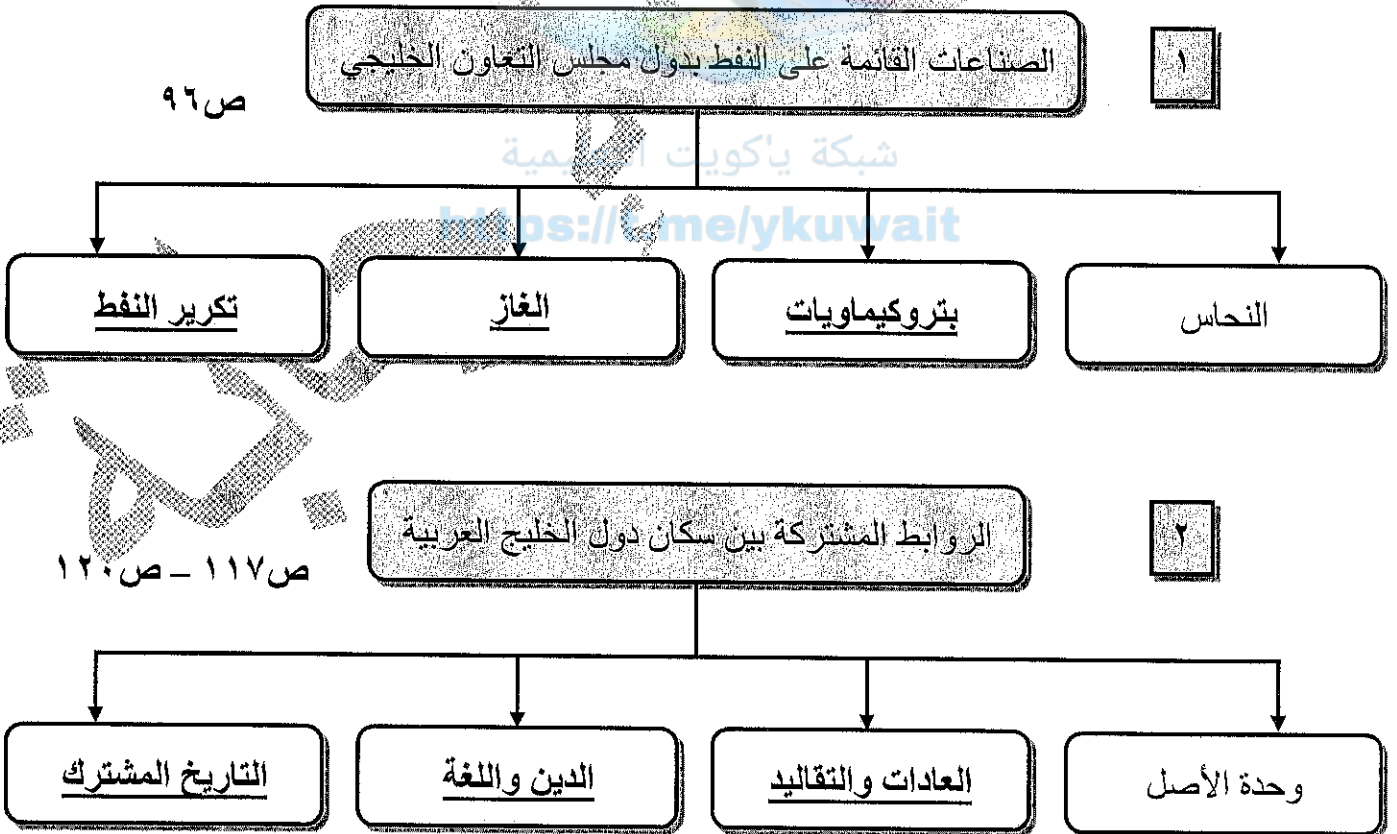 ١
الصناعات القائمة على النفط بدول مجلس التعاون الخليجي
ص٩٦
شبكة ياكويت التعليمية
https://t.me/ykuwait
النحاس
بتروكيماويات
الغاز
تكرير النفط
٢
الروابط المشتركة بين سكان دول الخليج العربية
ص١١٧ – ص١٢٠
وحدة الأصل
العادات والتقاليد
الدين واللغة
التاريخ المشترك